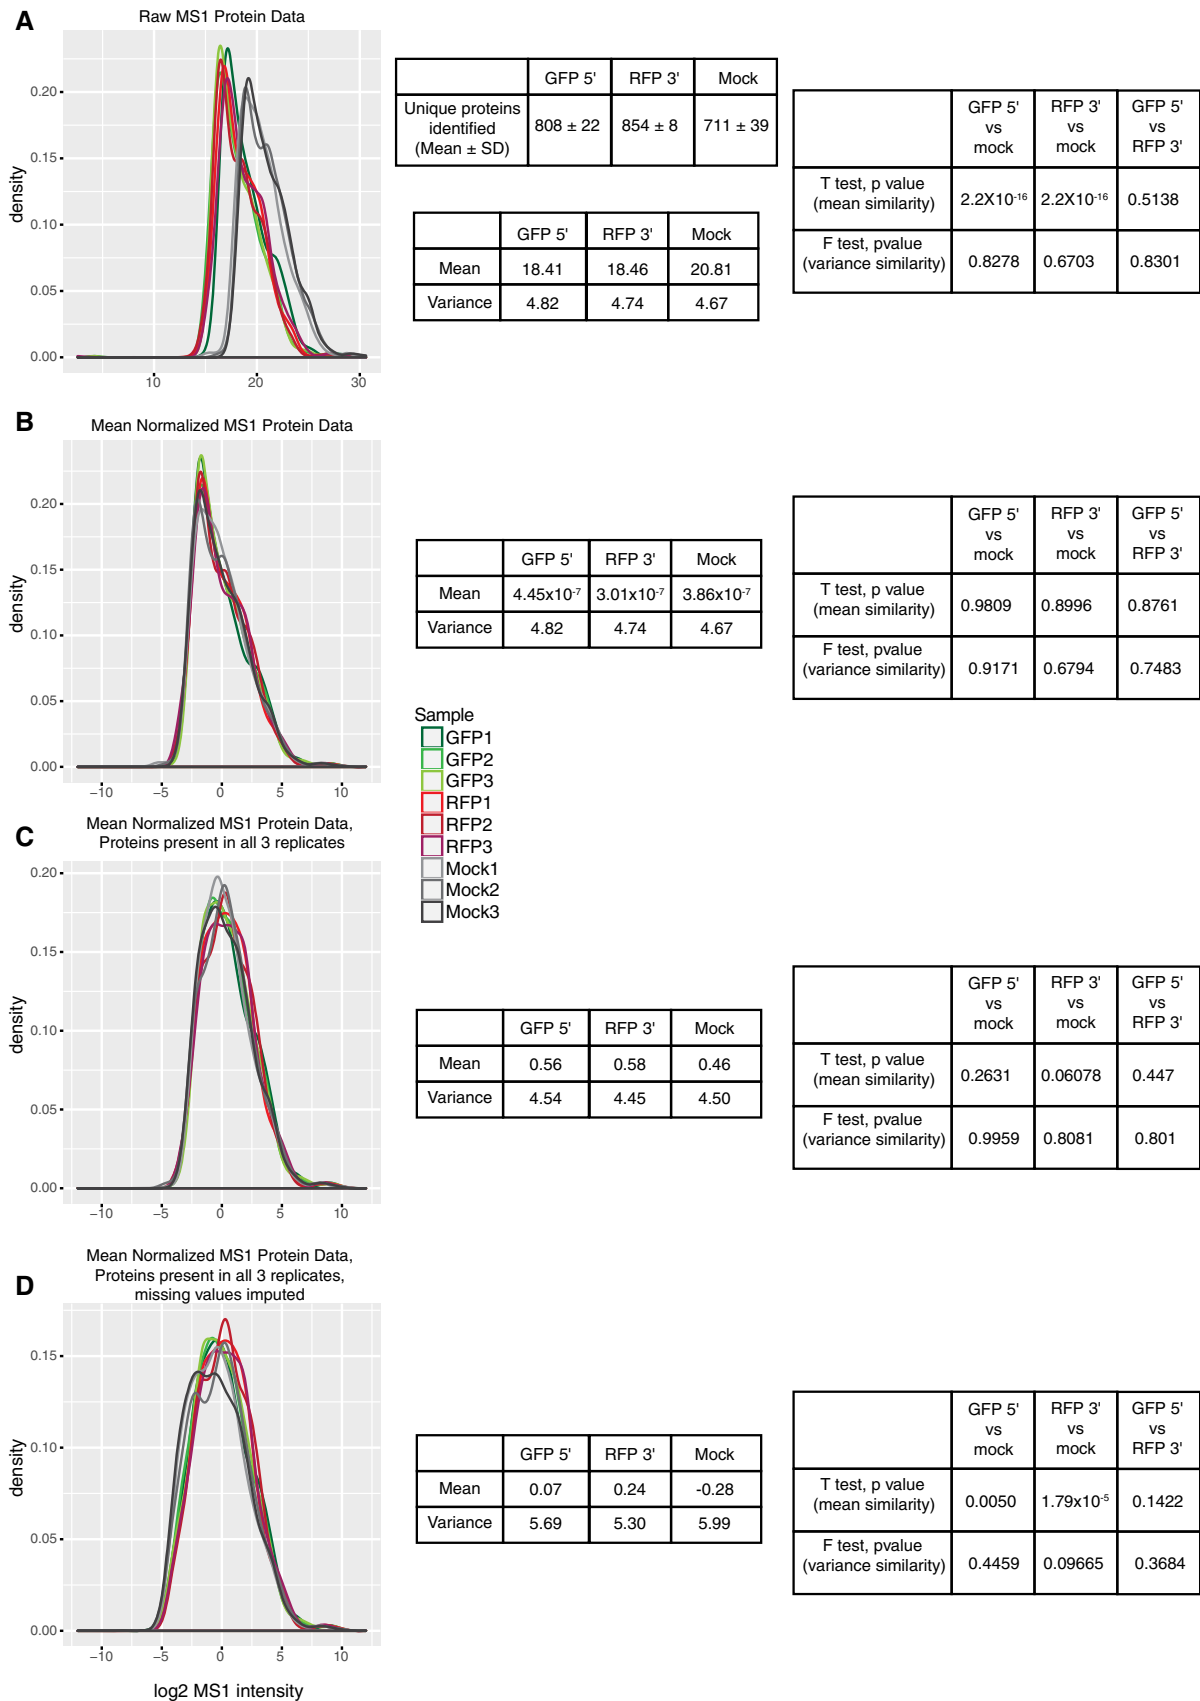 A
Raw MS1 Protein Data
density
0.20
0.15
0.10
0.05
0.00
10 20 30
GFP 5' RFP 3' Mock
Unique proteins
identified
(Mean ± SD)
808 ± 22 854 ± 8 711 ± 39
GFP 5' RFP 3' Mock
Mean 18.41 18.46 20.81
Variance 4.82 4.74 4.67
GFP 5'
vs
mock
RFP 3'
vs
mock
GFP 5'
vs
RFP 3'
T test, p value
(mean similarity)
2.2X10⁻¹⁶ 2.2X10⁻¹⁶ 0.5138
F test, pvalue
(variance similarity)
0.8278 0.6703 0.8301
B
Mean Normalized MS1 Protein Data
density
0.20
0.15
0.10
0.05
0.00
−10 −5 0 5 10
GFP 5' RFP 3' Mock
Mean 4.45x10⁻⁷ 3.01x10⁻⁷ 3.86x10⁻⁷
Variance 4.82 4.74 4.67
GFP 5'
vs
mock
RFP 3'
vs
mock
GFP 5'
vs
RFP 3'
T test, p value
(mean similarity)
0.9809 0.8996 0.8761
F test, pvalue
(variance similarity)
0.9171 0.6794 0.7483
Sample
GFP1
GFP2
GFP3
RFP1
RFP2
RFP3
Mock1
Mock2
Mock3
C
Mean Normalized MS1 Protein Data,
Proteins present in all 3 replicates
density
0.20
0.15
0.10
0.05
0.00
−10 −5 0 5 10
GFP 5' RFP 3' Mock
Mean 0.56 0.58 0.46
Variance 4.54 4.45 4.50
GFP 5'
vs
mock
RFP 3'
vs
mock
GFP 5'
vs
RFP 3'
T test, p value
(mean similarity)
0.2631 0.06078 0.447
F test, pvalue
(variance similarity)
0.9959 0.8081 0.801
D
Mean Normalized MS1 Protein Data,
Proteins present in all 3 replicates,
missing values imputed
density
0.15
0.10
0.05
0.00
−10 −5 0 5 10
log2 MS1 intensity
GFP 5' RFP 3' Mock
Mean 0.07 0.24 -0.28
Variance 5.69 5.30 5.99
GFP 5'
vs
mock
RFP 3'
vs
mock
GFP 5'
vs
RFP 3'
T test, p value
(mean similarity)
0.0050 1.79x10⁻⁵ 0.1422
F test, pvalue
(variance similarity)
0.4459 0.09665 0.3684